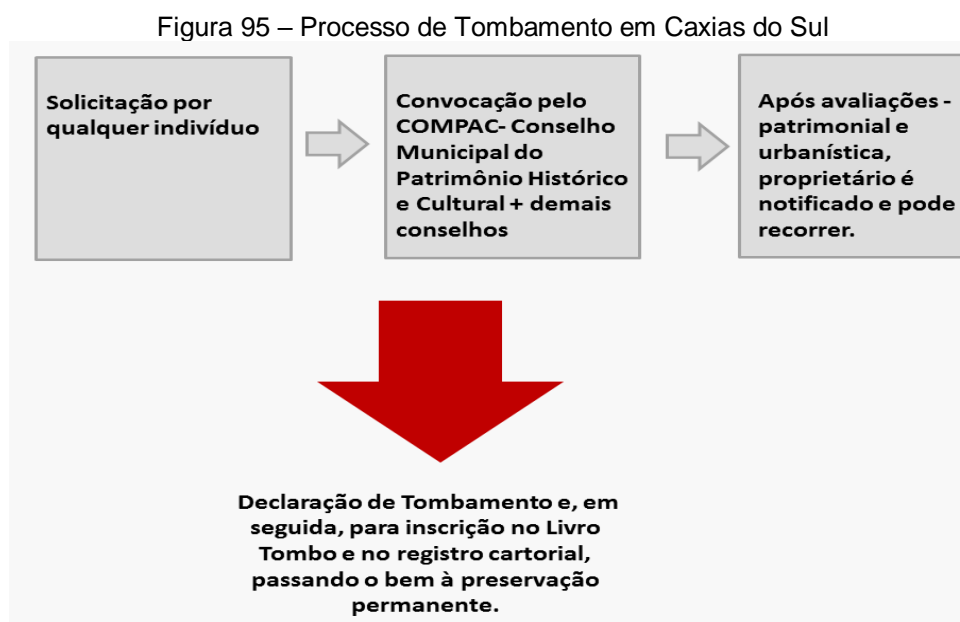 Figura 95 – Processo de Tombamento em Caxias do Sul
Solicitação por
qualquer indivíduo
Convocação pelo
COMPAC- Conselho
Municipal do
Patrimônio Histórico
e Cultural + demais
conselhos
Após avaliações -
patrimonial e
urbanística,
proprietário é
notificado e pode
recorrer.
Declaração de Tombamento e, em
seguida, para inscrição no Livro
Tombo e no registro cartorial,
passando o bem à preservação
permanente.